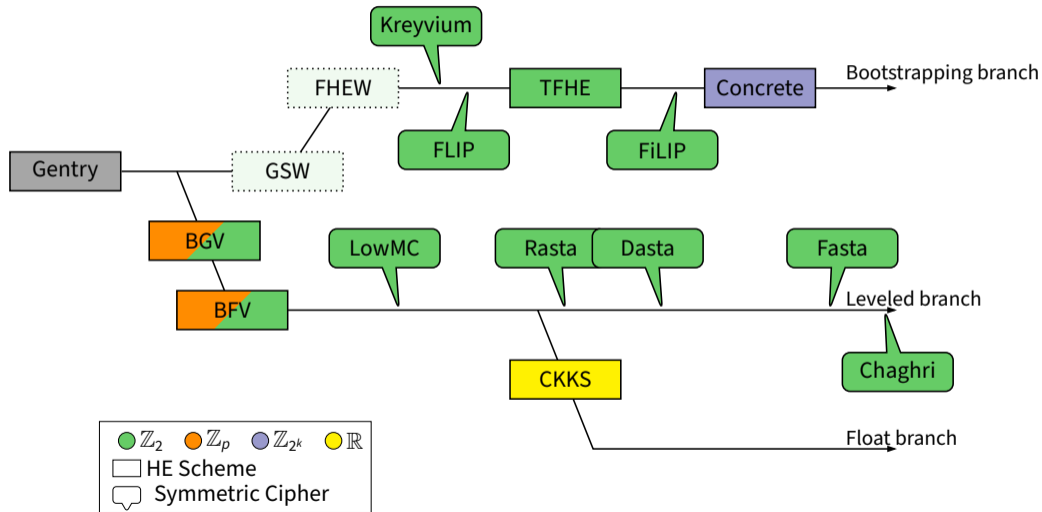 Kreyvium
FHEW
TFHE
Concrete
Bootstrapping branch
FLIP
FiLIP
Gentry
GSW
BGV
LowMC
Rasta
Dasta
Fasta
BFV
Leveled branch
Chaghri
CKKS
Float branch
ℤ₂ ℤₚ ℤ₂ᵏ ℝ
HE Scheme
Symmetric Cipher